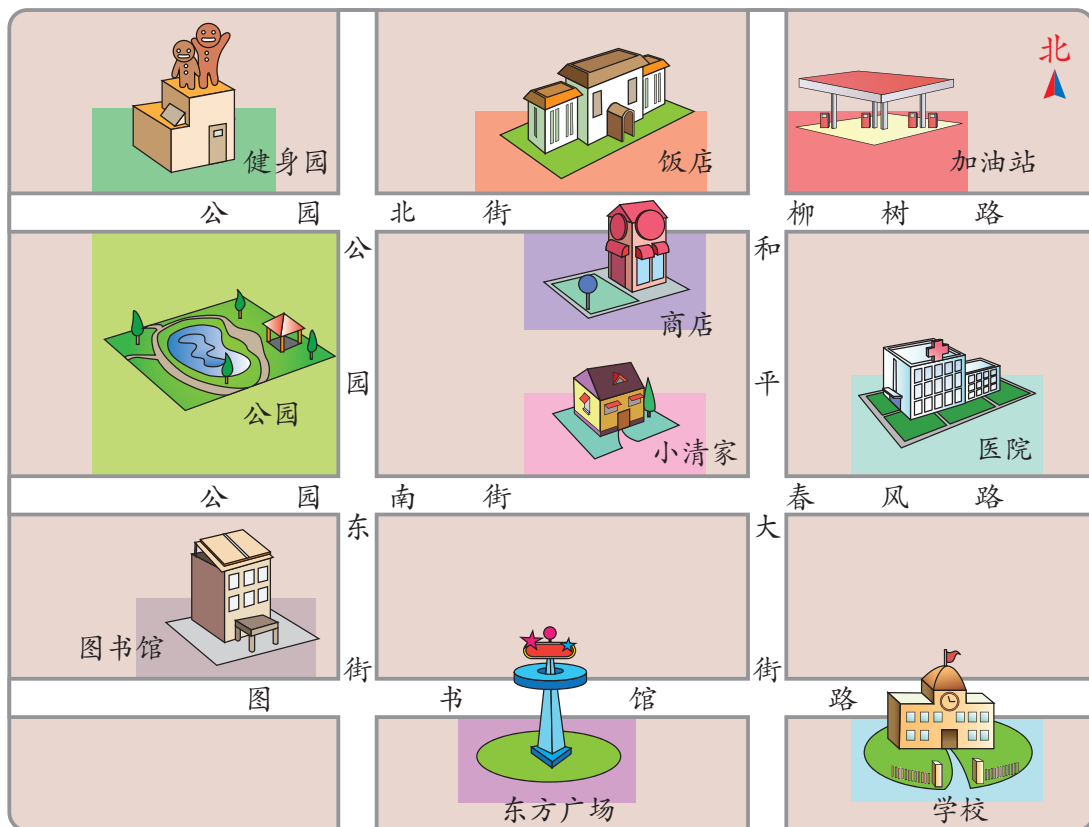 北
健身园
饭店
加油站
公园北街
柳树路
公园东街
和平大街
商店
公园
小清家
医院
公园南街
春风路
图书馆
图书馆路
东方广场
学校